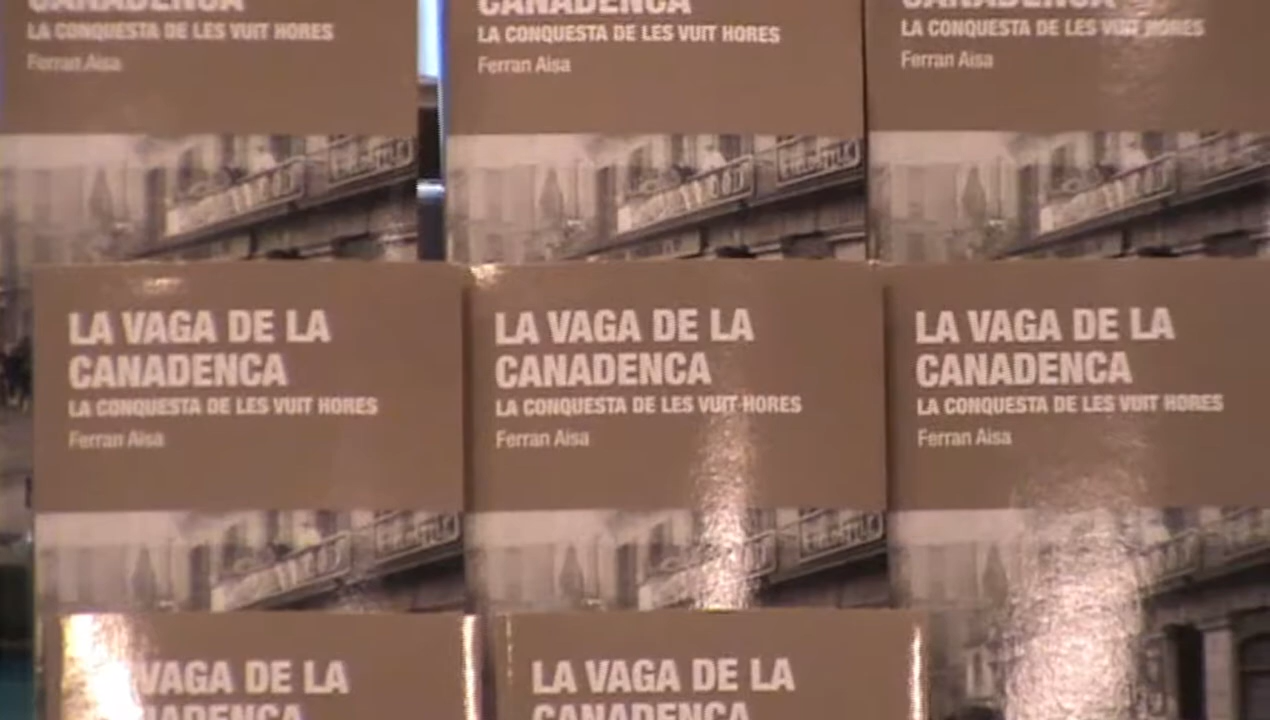 CANADENCA
LA CONQUESTA DE LES VUIT HORES
Ferran Aisa
CANADENCA
LA CONQUESTA DE LES VUIT HORES
Ferran Aisa
CANADENCA
LA CONQUESTA DE LES VUIT HORES
Ferran Aisa
LA VAGA DE LA
CANADENCA
LA CONQUESTA DE LES VUIT HORES
Ferran Aisa
LA VAGA DE LA
CANADENCA
LA CONQUESTA DE LES VUIT HORES
Ferran Aisa
LA VAGA DE LA
CANADENCA
LA CONQUESTA DE LES VUIT HORES
Ferran Aisa
VAGA DE LA
LA VAGA DE LA
CANADENCA